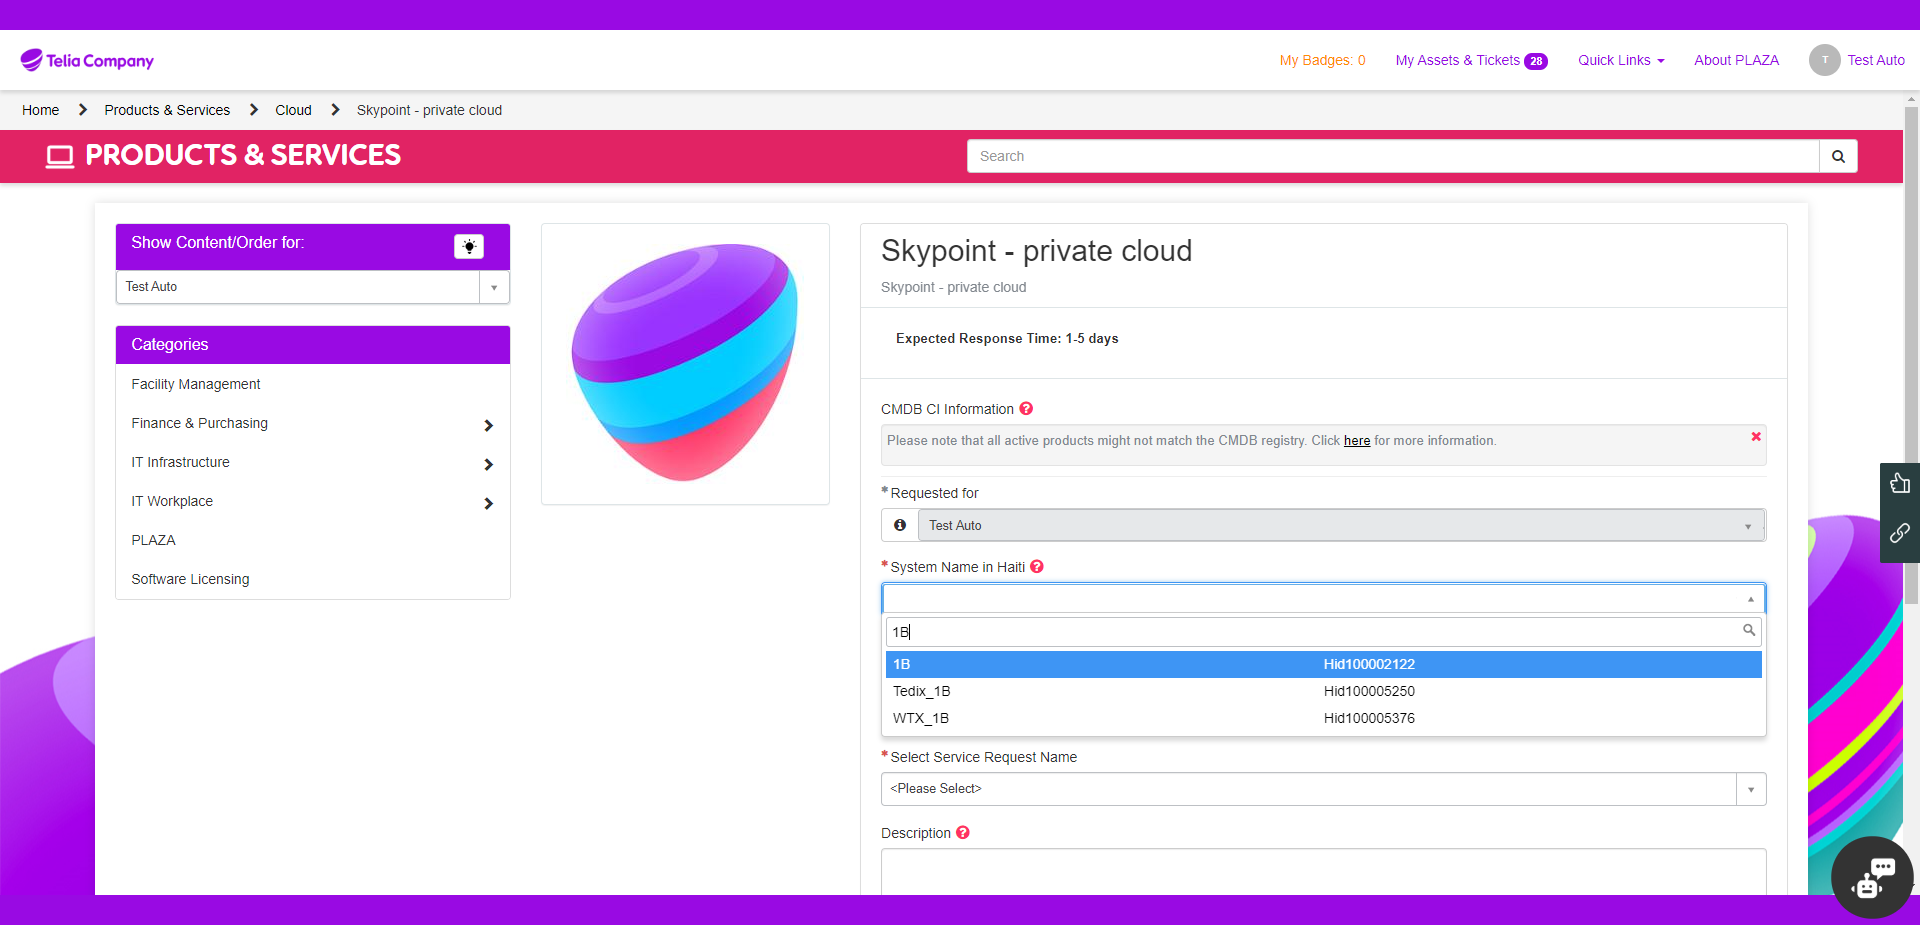 Telia Company
My Badges: 0
My Assets & Tickets 28
Quick Links
About PLAZA
T
Test Auto
Home
Products & Services
Cloud
Skypoint - private cloud
PRODUCTS & SERVICES
Search
Show Content/Order for:
Test Auto
Categories
Facility Management
Finance & Purchasing
IT Infrastructure
IT Workplace
PLAZA
Software Licensing
Skypoint - private cloud
Skypoint - private cloud
Expected Response Time: 1-5 days
CMDB CI Information
Please note that all active products might not match the CMDB registry. Click here for more information.
* Requested for
Test Auto
* System Name in Haiti
1B
1B Hid100002122
Tedix_1B Hid100005250
WTX_1B Hid100005376
* Select Service Request Name
<Please Select>
Description